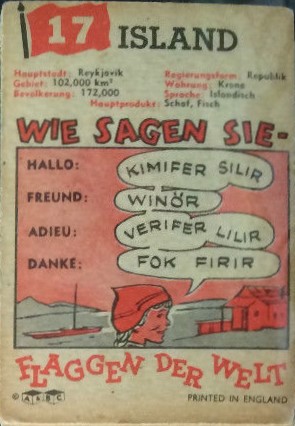 17 ISLAND
Hauptstadt: Reykjavik
Gebiet: 102,000 km²
Bevölkerung: 172,000
Regierungsform: Republik
Währung: Krone
Sprache: Isländisch
Hauptprodukt: Schaf, Fisch
WIE SAGEN SIE-
HALLO: KIMIFER SILIR
FREUND: WINÖR
ADIEU: VERIFER LILIR
DANKE: FOK FIRIR
FLAGGEN DER WELT
© A&BC PRINTED IN ENGLAND